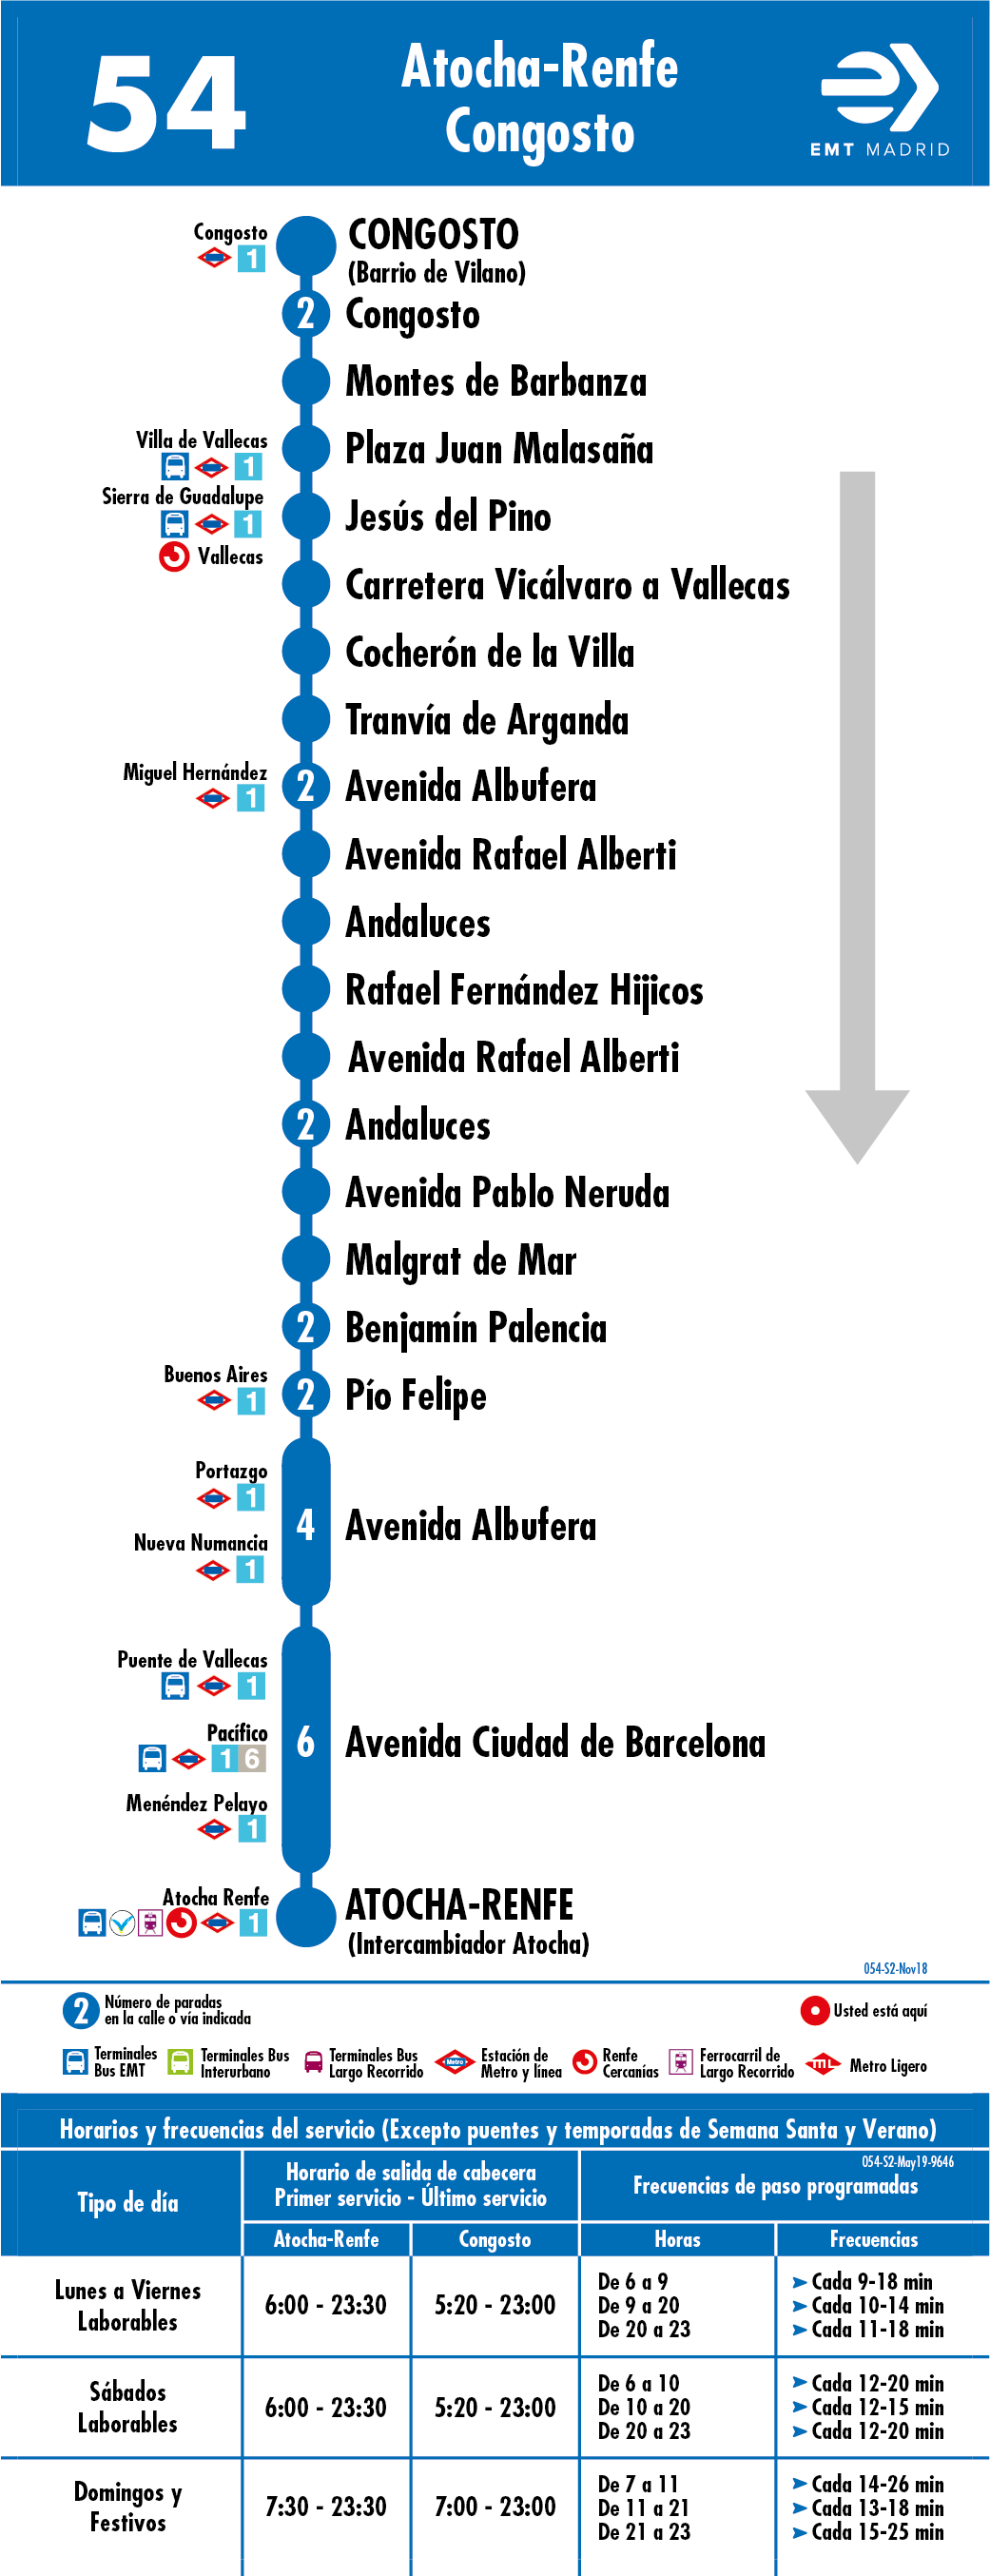 54
Atocha-Renfe
Congosto
EMT MADRID
Congosto
1
CONGOSTO
(Barrio de Vilano)
2
Congosto
Montes de Barbanza
Villa de Vallecas
1
Plaza Juan Malasaña
Sierra de Guadalupe
1
Vallecas
Jesús del Pino
Carretera Vicálvaro a Vallecas
Cocherón de la Villa
Tranvía de Arganda
Miguel Hernández
1
2
Avenida Albufera
Avenida Rafael Alberti
Andaluces
Rafael Fernández Hijicos
Avenida Rafael Alberti
2
Andaluces
Avenida Pablo Neruda
Malgrat de Mar
2
Benjamín Palencia
Buenos Aires
1
2
Pío Felipe
Portazgo
1
Nueva Numancia
1
4
Avenida Albufera
Puente de Vallecas
1
Pacífico
1 6
Menéndez Pelayo
1
6
Avenida Ciudad de Barcelona
Atocha Renfe
1
ATOCHA-RENFE
(Intercambiador Atocha)
054-S2-Nov18
2
Número de paradas
en la calle o vía indicada
Usted está aquí
Terminales
Bus EMT
Terminales Bus
Interurbano
Terminales Bus
Largo Recorrido
Metro
Estación de
Metro y línea
Renfe
Cercanías
Ferrocarril de
Largo Recorrido
ML
Metro Ligero
Horarios y frecuencias del servicio (Excepto puentes y temporadas de Semana Santa y Verano)
054-S2-May19-9646
Tipo de día
Horario de salida de cabecera
Primer servicio - Último servicio
Frecuencias de paso programadas
Atocha-Renfe
Congosto
Horas
Frecuencias
Lunes a Viernes
Laborables
6:00 - 23:30
5:20 - 23:00
De 6 a 9
Cada 9-18 min
De 9 a 20
Cada 10-14 min
De 20 a 23
Cada 11-18 min
Sábados
Laborables
6:00 - 23:30
5:20 - 23:00
De 6 a 10
Cada 12-20 min
De 10 a 20
Cada 12-15 min
De 20 a 23
Cada 12-20 min
Domingos y
Festivos
7:30 - 23:30
7:00 - 23:00
De 7 a 11
Cada 14-26 min
De 11 a 21
Cada 13-18 min
De 21 a 23
Cada 15-25 min